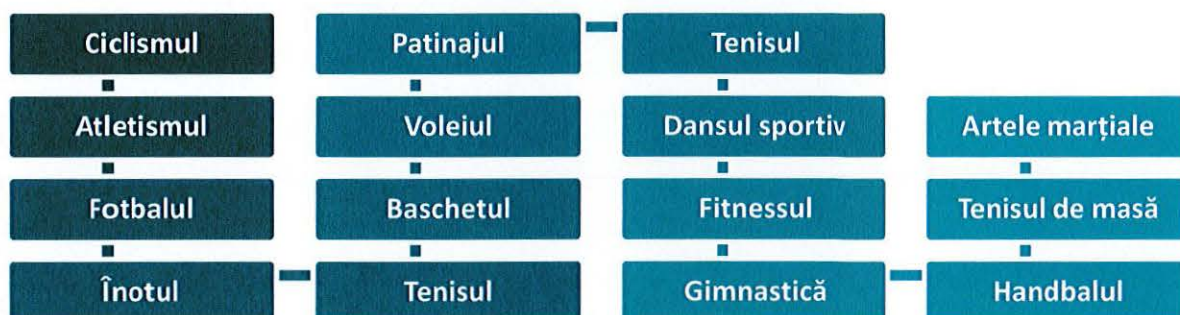 Ciclismul
Atletismul
Fotbalul
Înotul
Tenisul
Baschetul
Voleiul
Patinajul
Tenisul
Dansul sportiv
Fitnessul
Gimnastică
Handbalul
Tenisul de masă
Artele marțiale